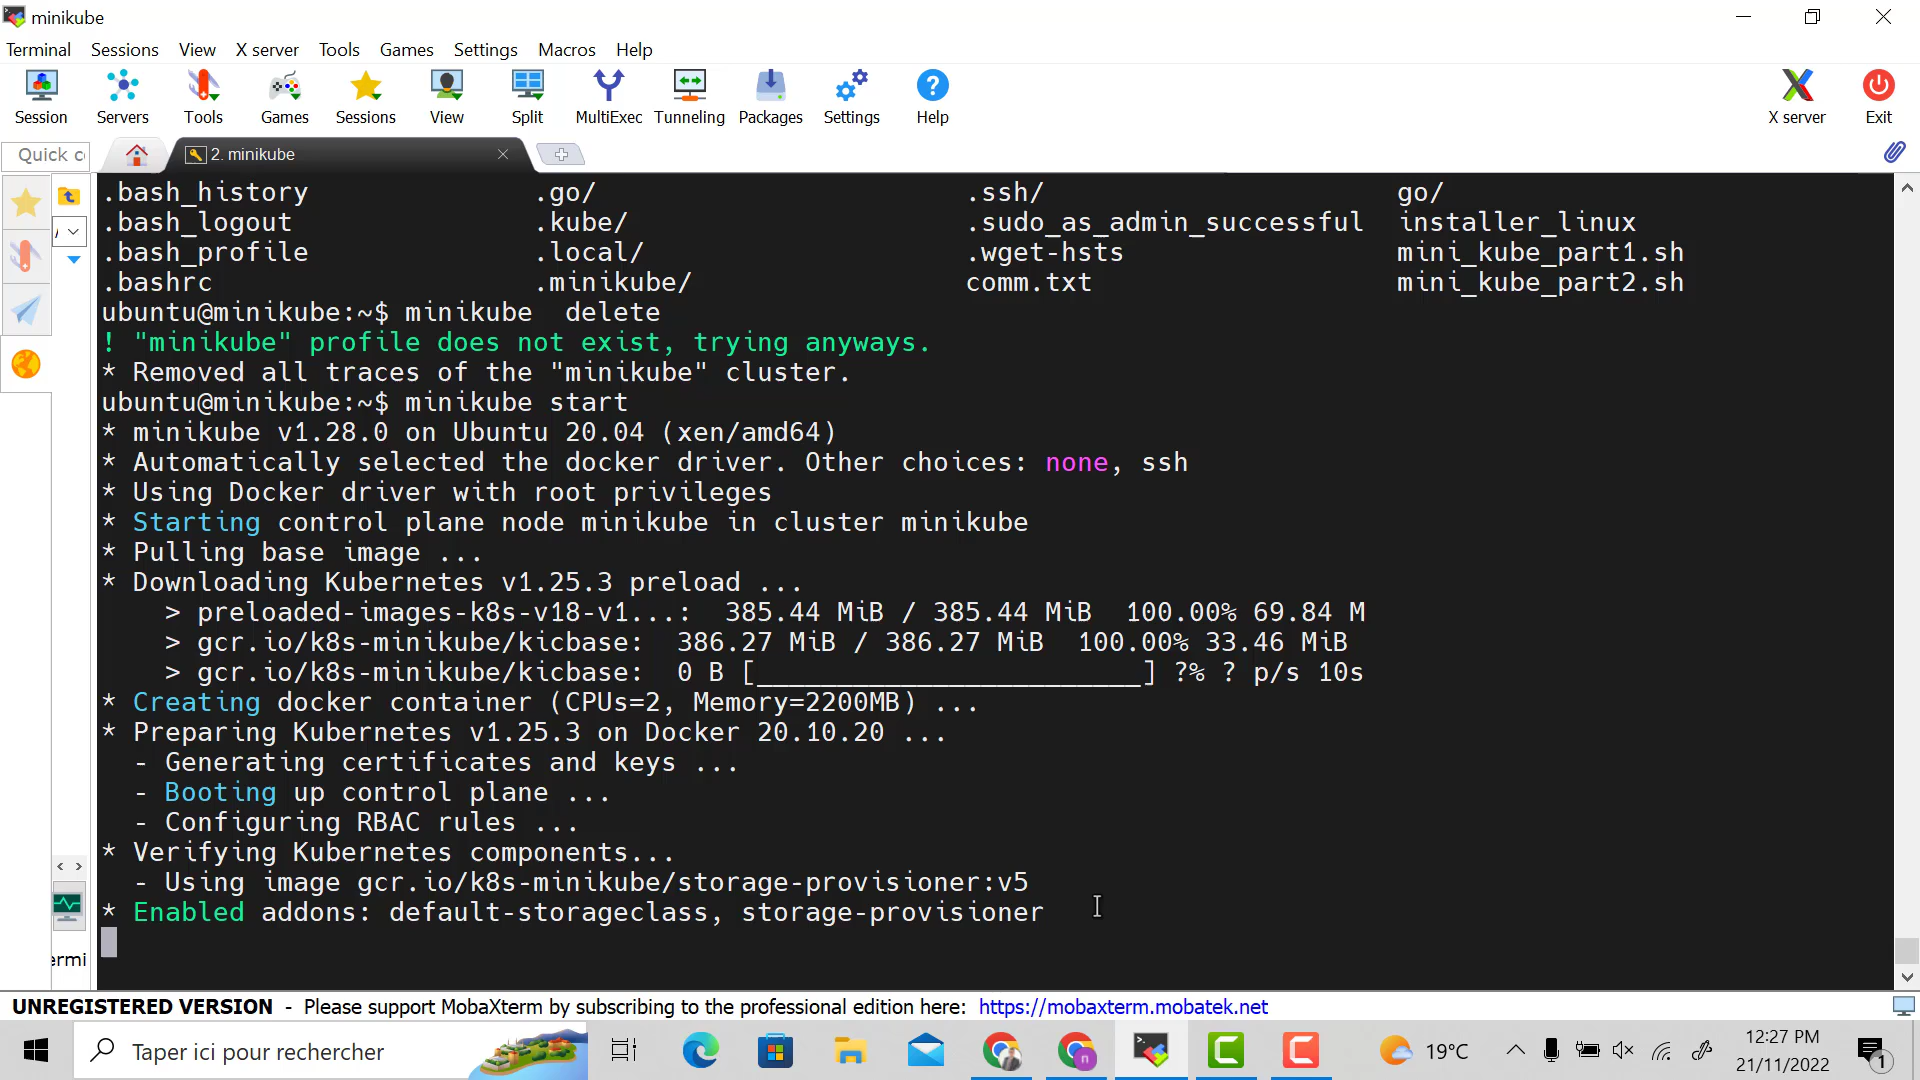 minikube
Terminal Sessions View X server Tools Games Settings Macros Help
Session Servers Tools Games Sessions View Split MultiExec Tunneling Packages Settings Help X server Exit
Quick c
2. minikube
.bash_history .go/ .ssh/ go/
.bash_logout .kube/ .sudo_as_admin_successful installer_linux
.bash_profile .local/ .wget-hsts mini_kube_part1.sh
.bashrc .minikube/ comm.txt mini_kube_part2.sh
ubuntu@minikube:~$ minikube  delete
! "minikube" profile does not exist, trying anyways.
* Removed all traces of the "minikube" cluster.
ubuntu@minikube:~$ minikube start
* minikube v1.28.0 on Ubuntu 20.04 (xen/amd64)
* Automatically selected the docker driver. Other choices: none, ssh
* Using Docker driver with root privileges
* Starting control plane node minikube in cluster minikube
* Pulling base image ...
* Downloading Kubernetes v1.25.3 preload ...
> preloaded-images-k8s-v18-v1...:  385.44 MiB / 385.44 MiB  100.00% 69.84 M
> gcr.io/k8s-minikube/kicbase:  386.27 MiB / 386.27 MiB  100.00% 33.46 MiB
> gcr.io/k8s-minikube/kicbase:  0 B [________________________] ?% ? p/s 10s
* Creating docker container (CPUs=2, Memory=2200MB) ...
* Preparing Kubernetes v1.25.3 on Docker 20.10.20 ...
- Generating certificates and keys ...
- Booting up control plane ...
- Configuring RBAC rules ...
* Verifying Kubernetes components...
- Using image gcr.io/k8s-minikube/storage-provisioner:v5
* Enabled addons: default-storageclass, storage-provisioner
ermi
UNREGISTERED VERSION - Please support MobaXterm by subscribing to the professional edition here: https://mobaxterm.mobatek.net
Taper ici pour rechercher
19°C
12:27 PM
21/11/2022
1